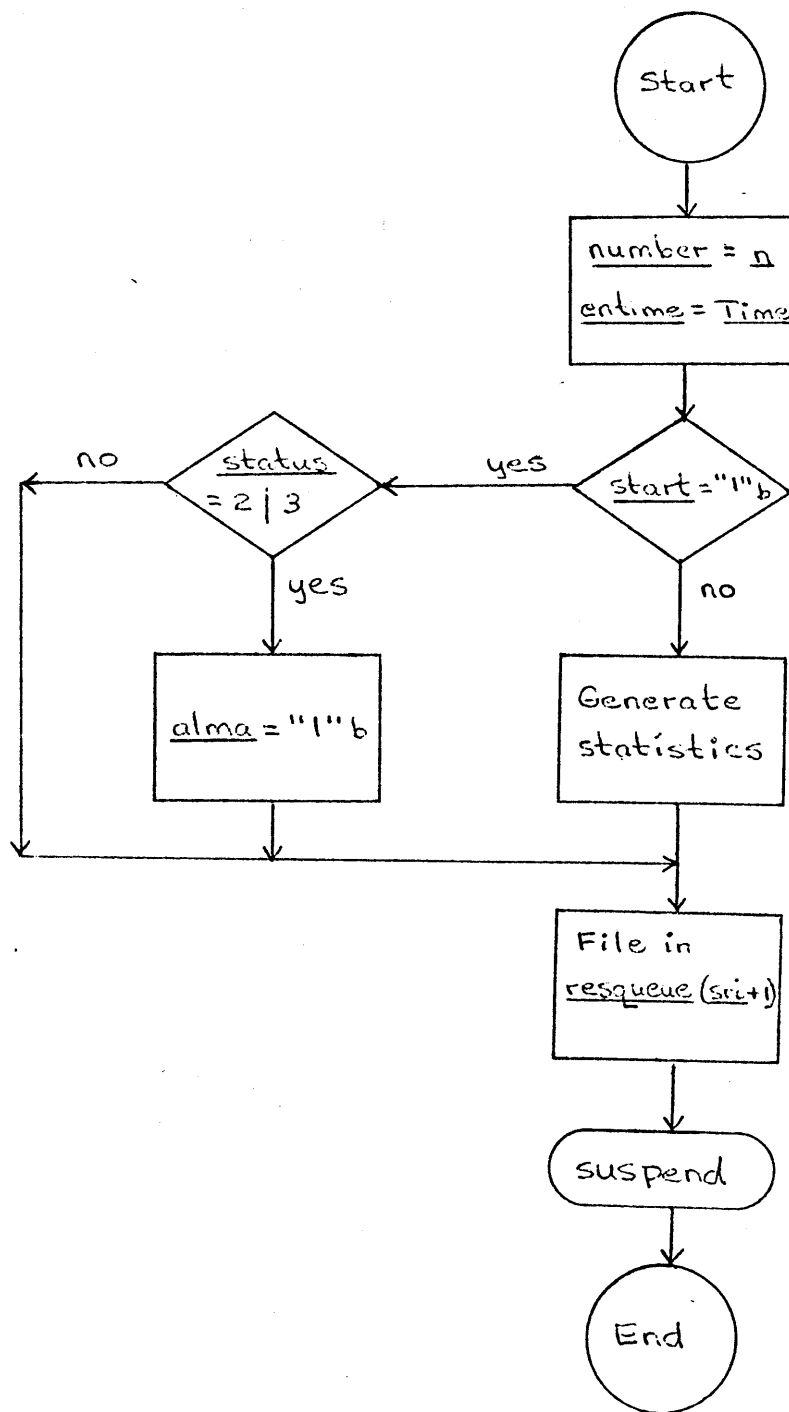 Start
number = n
entime = Time
start = "1" b
yes
no
status
= 2 | 3
no
yes
alma = "1" b
Generate
statistics
File in
resqueue (sri+1)
suspend
End